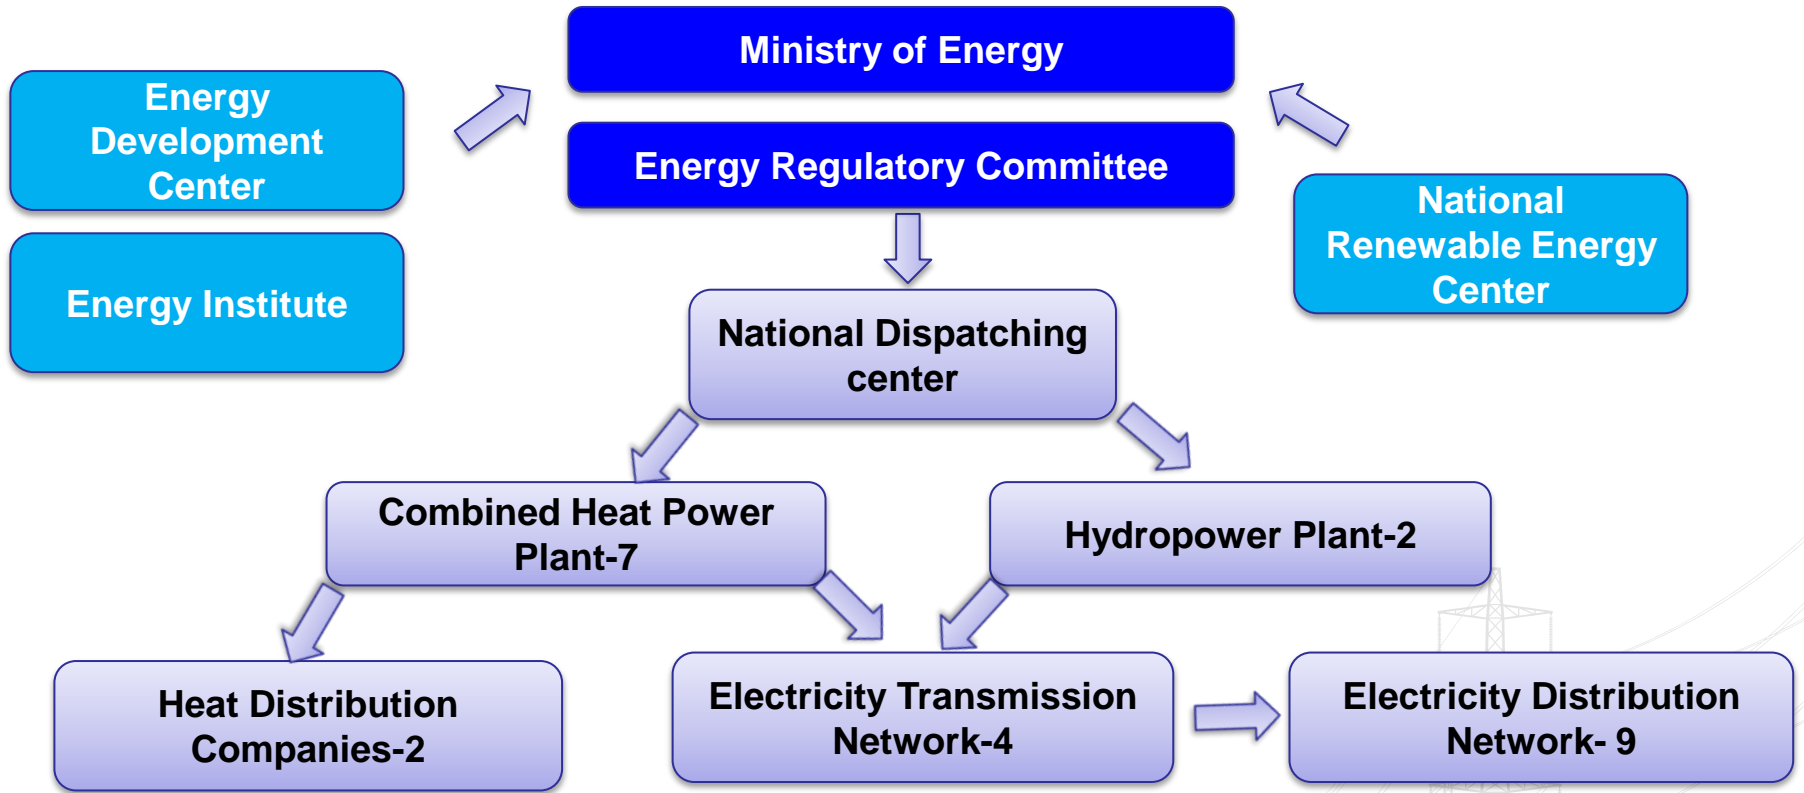 Ministry of Energy
Energy
Development
Center
Energy Regulatory Committee
National
Renewable Energy
Center
Energy Institute
National Dispatching
center
Combined Heat Power
Plant-7
Hydropower Plant-2
Heat Distribution
Companies-2
Electricity Transmission
Network-4
Electricity Distribution
Network- 9